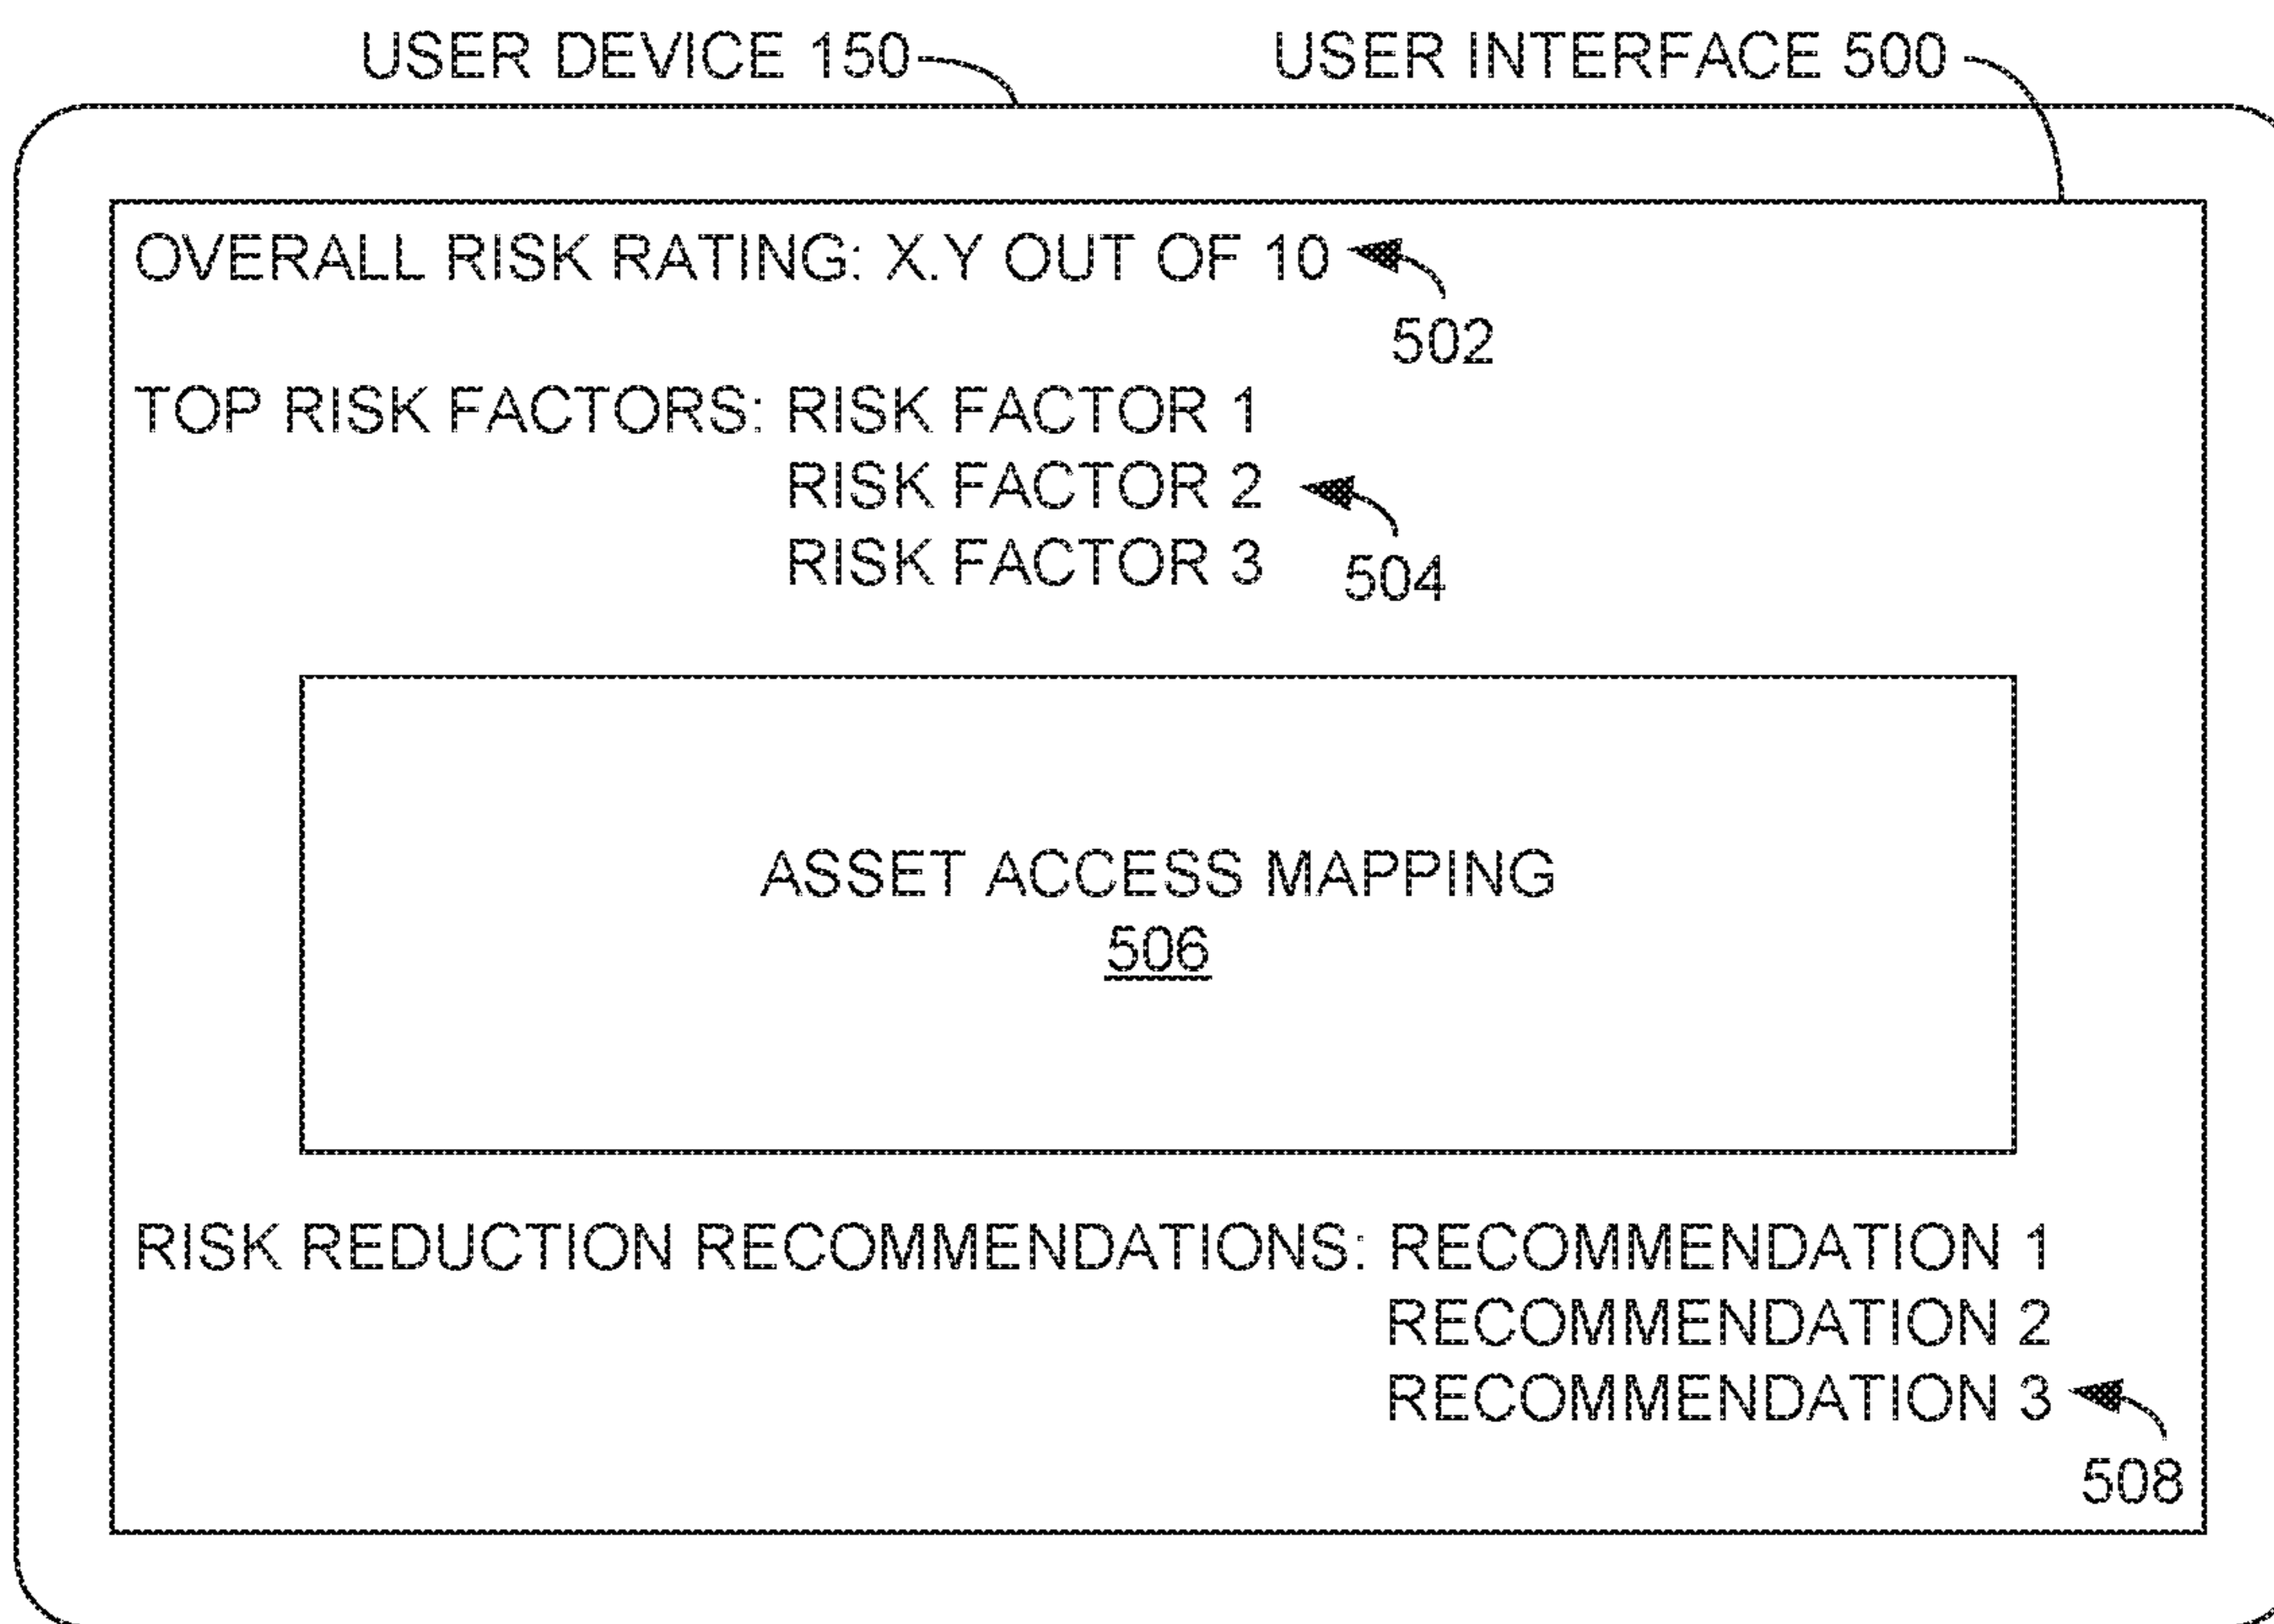 USER DEVICE 150
USER INTERFACE 500
OVERALL RISK RATING: X.Y OUT OF 10
502
TOP RISK FACTORS: RISK FACTOR 1
RISK FACTOR 2
RISK FACTOR 3
504
ASSET ACCESS MAPPING
506
RISK REDUCTION RECOMMENDATIONS: RECOMMENDATION 1
RECOMMENDATION 2
RECOMMENDATION 3
508